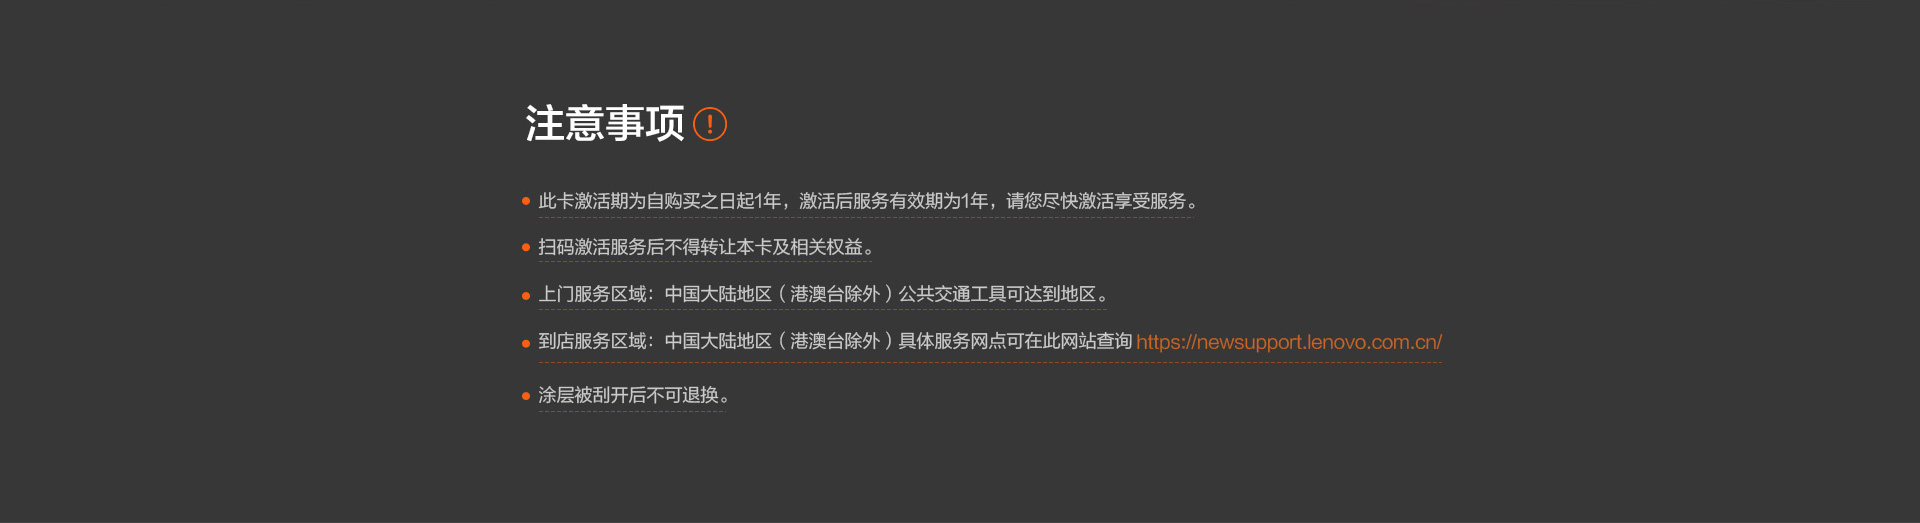 注意事项
此卡激活期为自购买之日起1年，激活后服务有效期为1年，请您尽快激活享受服务。
扫码激活服务后不得转让本卡及相关权益。
上门服务区域：中国大陆地区（港澳台除外）公共交通工具可达到地区。
到店服务区域：中国大陆地区（港澳台除外）具体服务网点可在此网站查询 https://newsupport.lenovo.com.cn/
涂层被刮开后不可退换。